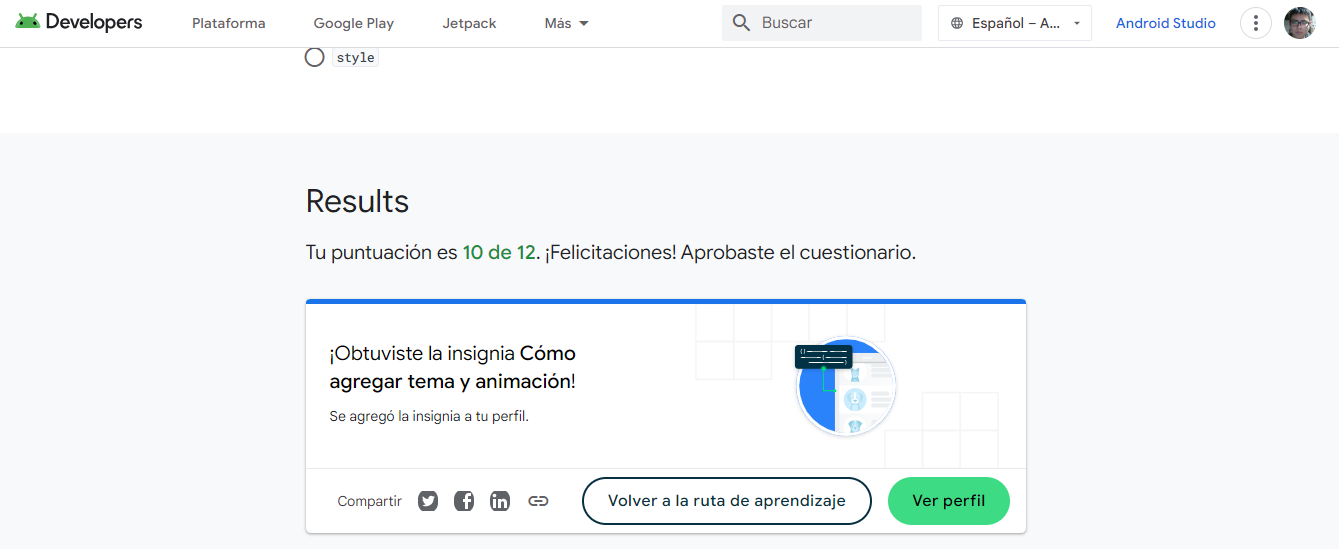 Developers Plataforma Google Play Jetpack Más Buscar Español – A... Android Studio
style
Results
Tu puntuación es 10 de 12. ¡Felicitaciones! Aprobaste el cuestionario.
¡Obtuviste la insignia Cómo
agregar tema y animación!
Se agregó la insignia a tu perfil.
Compartir Volver a la ruta de aprendizaje Ver perfil